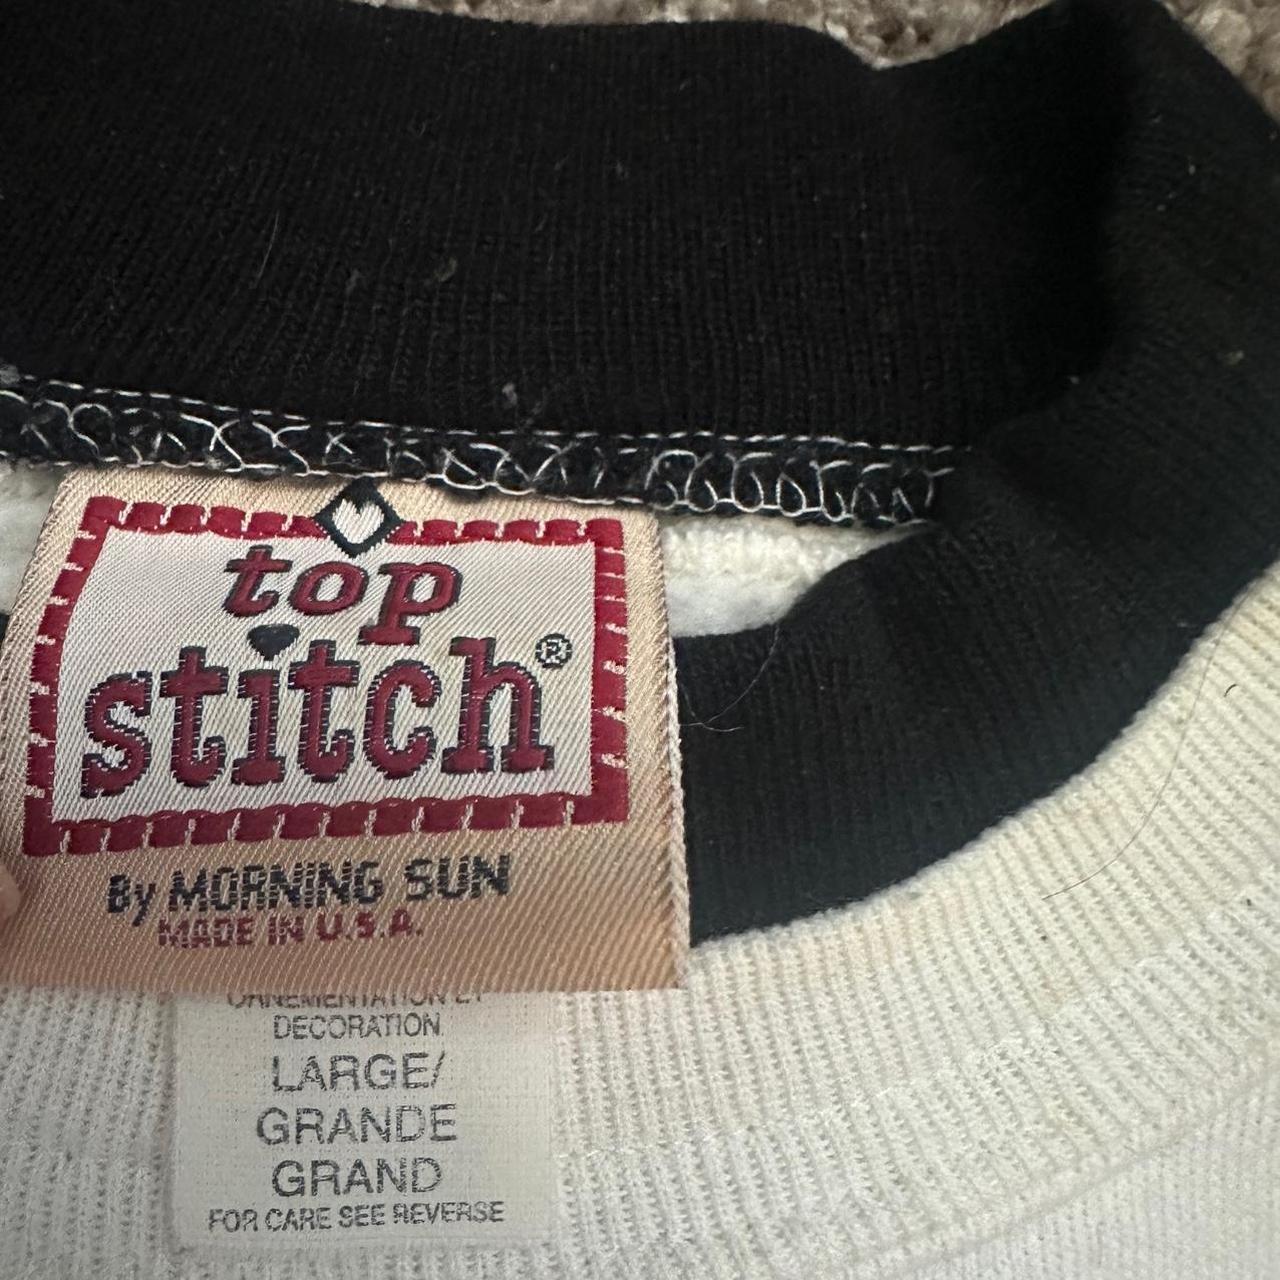 top
stitch®
By MORNING SUN
MADE IN U.S.A.
DECORATION
LARGE/
GRANDE
GRAND
FOR CARE SEE REVERSE